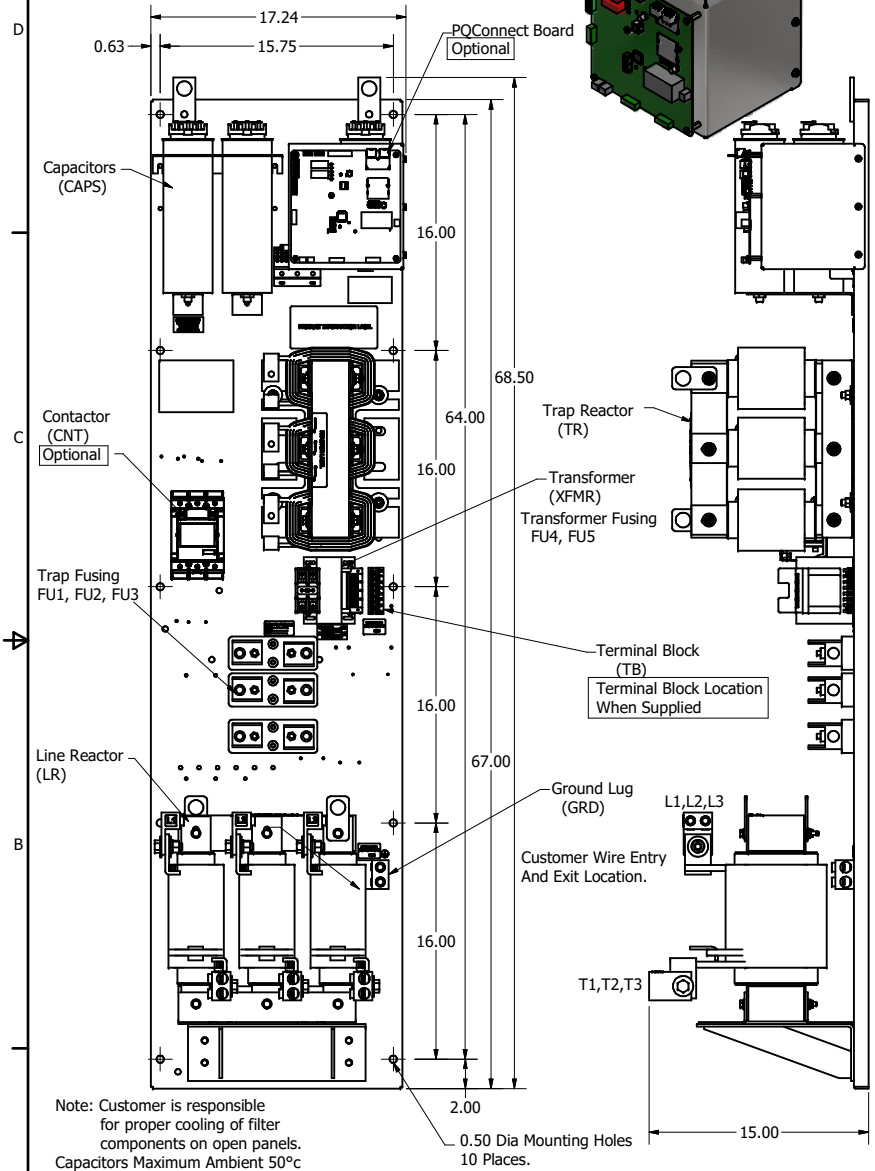 D
17.24
0.63
15.75
PQConnect Board
Optional
Capacitors
(CAPS)
16.00
68.50
64.00
C
Contactor
(CNT)
Optional
16.00
Trap Reactor
(TR)
Transformer
(XFMR)
Transformer Fusing
FU4, FU5
Trap Fusing
FU1, FU2, FU3
Terminal Block
(TB)
Terminal Block Location
When Supplied
16.00
67.00
Line Reactor
(LR)
Ground Lug
(GRD)
L1,L2,L3
B
Customer Wire Entry
And Exit Location.
16.00
T1,T2,T3
2.00
15.00
Note: Customer is responsible
for proper cooling of filter
components on open panels.
Capacitors Maximum Ambient 50°c
0.50 Dia Mounting Holes
10 Places.